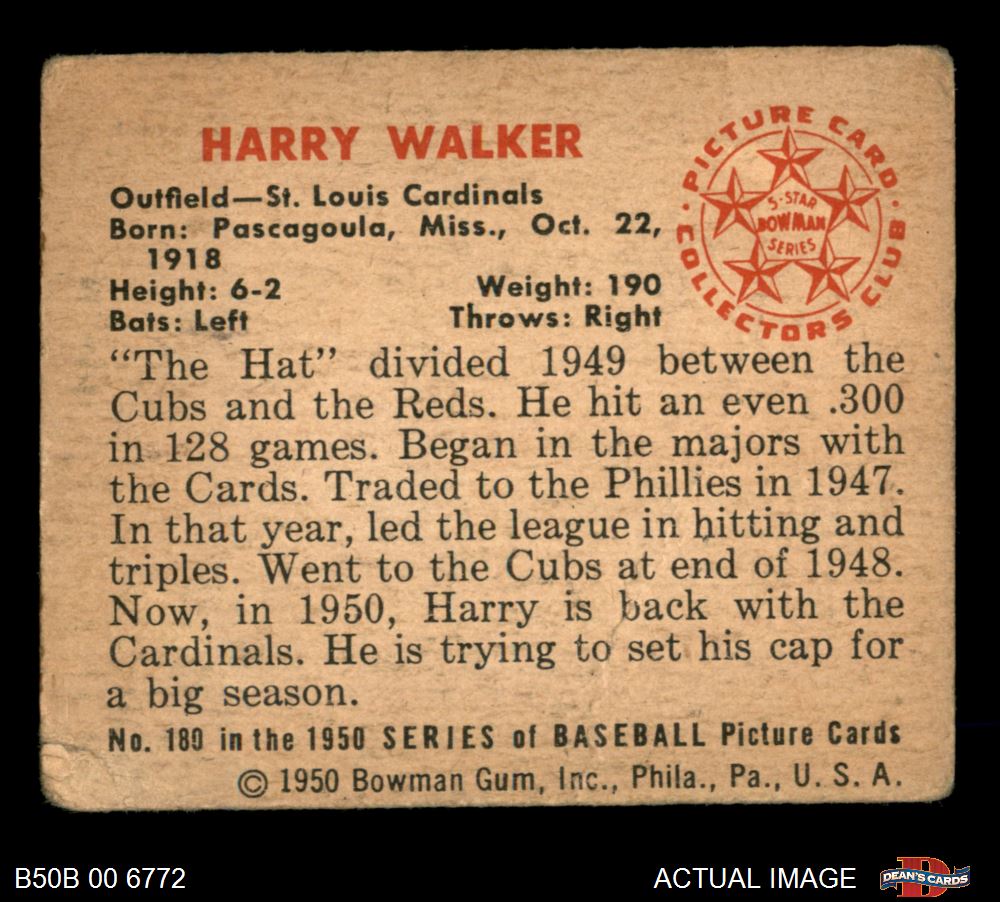 HARRY WALKER
Outfield—St. Louis Cardinals
Born: Pascagoula, Miss., Oct. 22,
1918
Height: 6-2 Weight: 190
Bats: Left Throws: Right
PICTURE CARD
COLLECTORS CLUB
5-STAR
BOWMAN
SERIES
"The Hat" divided 1949 between the
Cubs and the Reds. He hit an even .300
in 128 games. Began in the majors with
the Cards. Traded to the Phillies in 1947.
In that year, led the league in hitting and
triples. Went to the Cubs at end of 1948.
Now, in 1950, Harry is back with the
Cardinals. He is trying to set his cap for
a big season.
No. 180 in the 1950 SERIES of BASEBALL Picture Cards
© 1950 Bowman Gum, Inc., Phila., Pa., U. S. A.
B50B 00 6772
ACTUAL IMAGE
DEAN'S CARDS